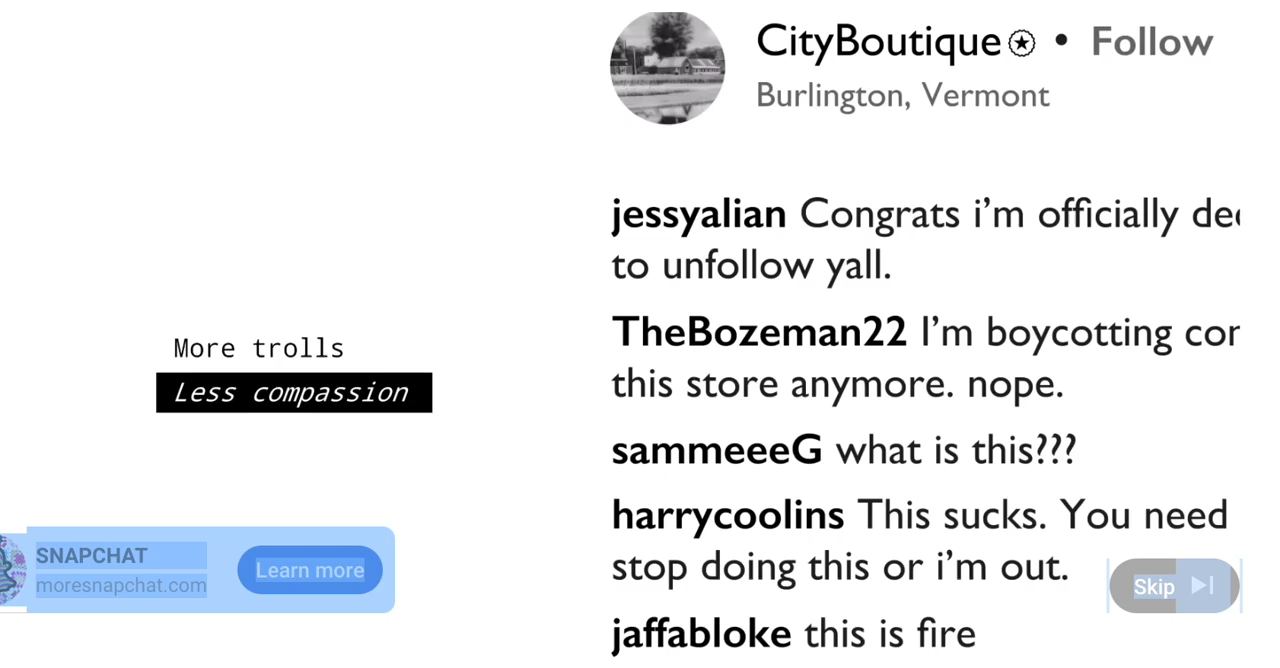 CityBoutique • Follow
Burlington, Vermont
jessyalian Congrats i’m officially
to unfollow yall.
TheBozeman22 I’m boycotting
this store anymore. nope.
sammeeeG what is this???
harrycoolins This sucks. You need
stop doing this or i’m out.
jaffabloke this is fire
More trolls
Less compassion
SNAPCHAT
moresnapchat.com
Learn more
Skip